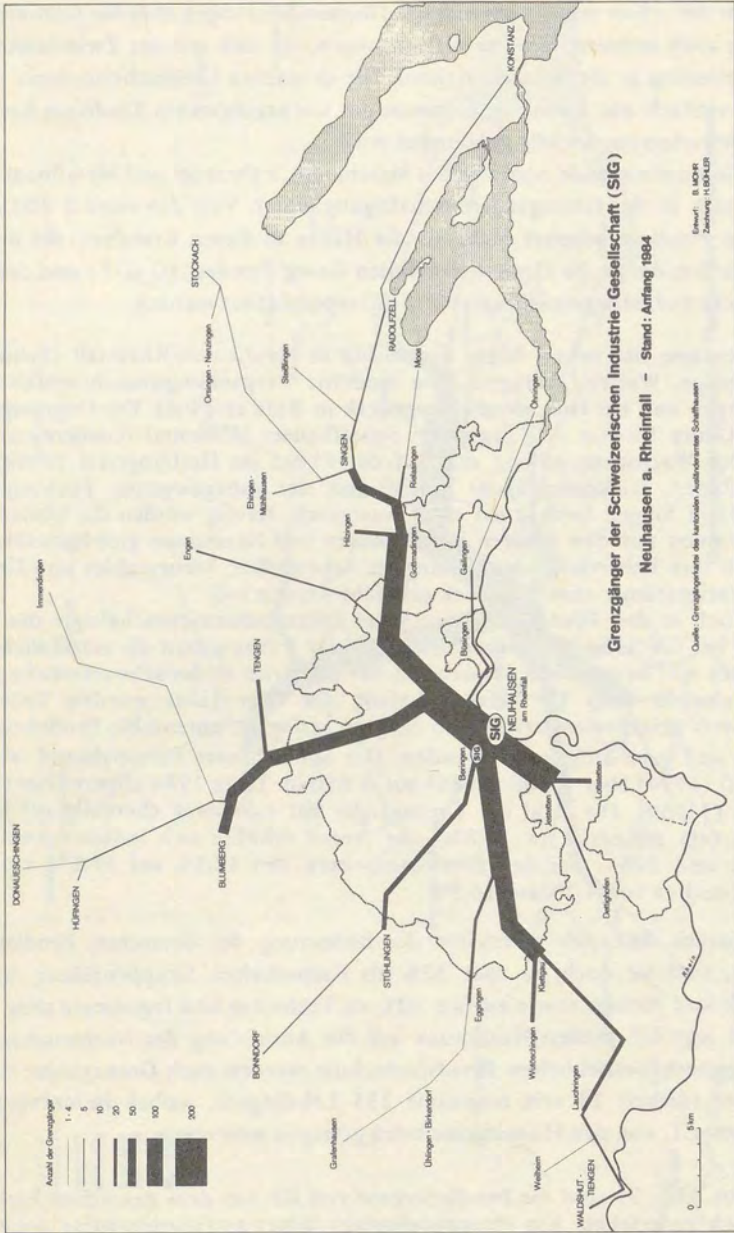 Anzahl der Grenzgänger
1 - 4
5
10
20
50
100
200
DONAUESCHINGEN
HÜFINGEN
Immendingen
BLUMBERG
TENGEN
Engen
Ehingen -
Mühlhausen
Orsingen - Nenzingen
STOCKACH
Steißlingen
SINGEN
Hilzingen
Gottmadingen
Rielasingen
RADOLFZELL
Moos
KONSTANZ
Öhningen
Gailingen
Büsingen
BONNDORF
Grafenhausen
STÜHLINGEN
Ühlingen - Birkendorf
Eggingen
Beringen
SIG
SIG
NEUHAUSEN
am Rheinfall
Klettgau
Wutöschingen
Lauchringen
Weilheim
WALDSHUT-
TIENGEN
Jestetten
Lottstetten
Dettighofen
0 5 km
Grenzgänger der Schweizerischen Industrie - Gesellschaft (SIG)
Neuhausen a. Rheinfall – Stand: Anfang 1984
Quelle: Grenzgängerkartei des kantonalen Ausländeramtes Schaffhausen
Entwurf: B. MOHR
Zeichnung: H. BÜHLER